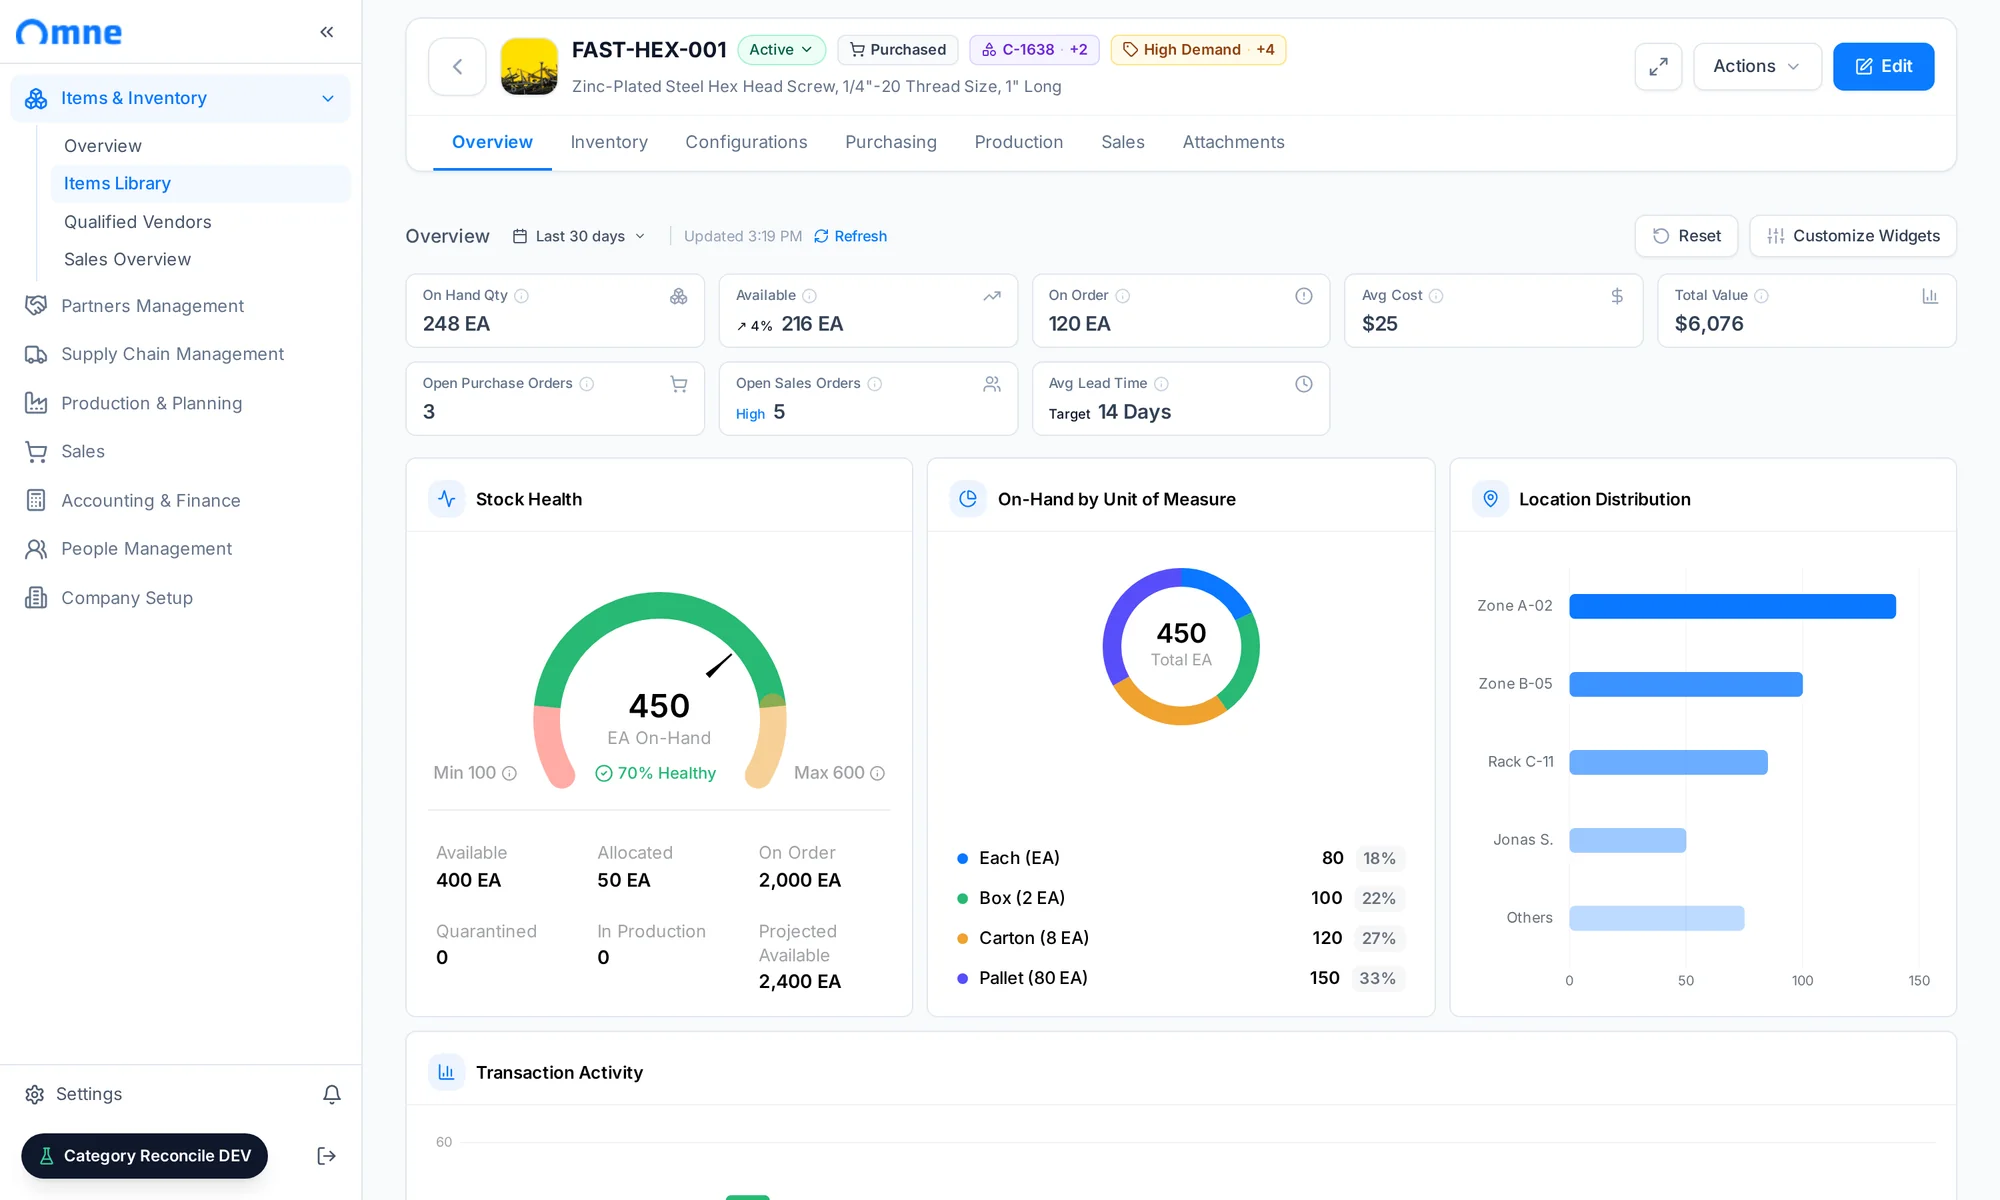 Omne
Items & Inventory
Overview
Items Library
Qualified Vendors
Sales Overview
Partners Management
Supply Chain Management
Production & Planning
Sales
Accounting & Finance
People Management
Company Setup
Settings
Category Reconcile DEV
FAST-HEX-001 Active Purchased C-1638 · +2 High Demand · +4
Zinc-Plated Steel Hex Head Screw, 1/4"-20 Thread Size, 1" Long
Actions Edit
Overview Inventory Configurations Purchasing Production Sales Attachments
Overview Last 30 days Updated 3:19 PM Refresh Reset Customize Widgets
On Hand Qty
248 EA
Available
↗ 4% 216 EA
On Order
120 EA
Avg Cost
$25
Total Value
$6,076
Open Purchase Orders
3
Open Sales Orders
High 5
Avg Lead Time
Target 14 Days
Stock Health
450
EA On-Hand
Min 100 70% Healthy Max 600
Available
400 EA
Allocated
50 EA
On Order
2,000 EA
Quarantined
0
In Production
0
Projected
Available
2,400 EA
On-Hand by Unit of Measure
450
Total EA
Each (EA) 80 18%
Box (2 EA) 100 22%
Carton (8 EA) 120 27%
Pallet (80 EA) 150 33%
Location Distribution
Zone A-02
Zone B-05
Rack C-11
Jonas S.
Others
0 50 100 150
Transaction Activity
60